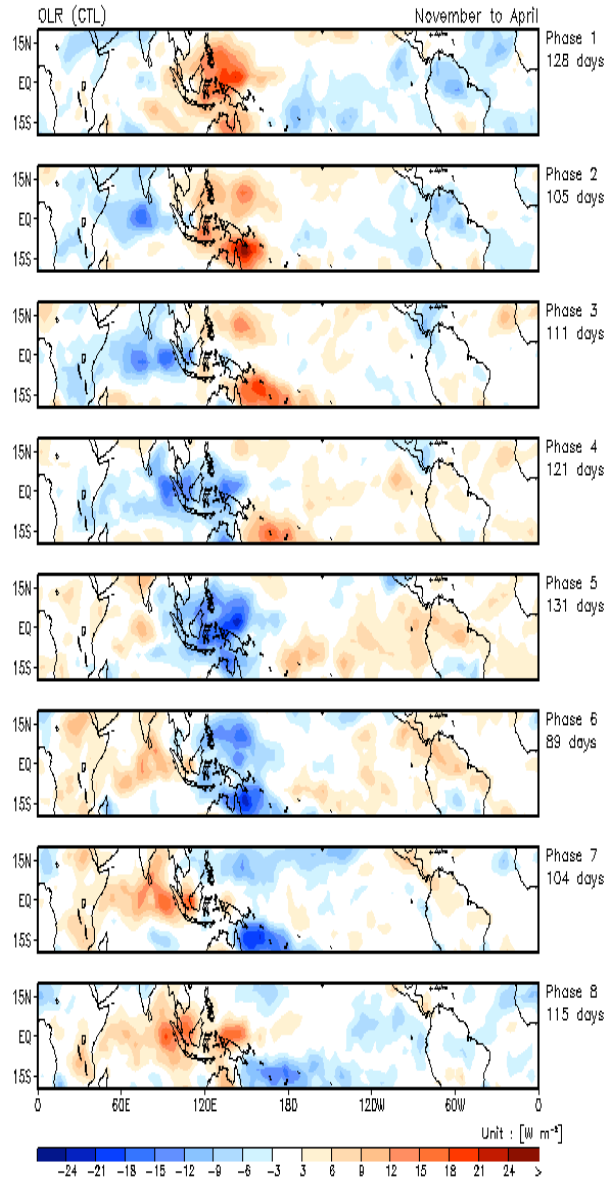 OLR (CTL) November to April
15N
EQ
15S
Phase 1
128 days
15N
EQ
15S
Phase 2
105 days
15N
EQ
15S
Phase 3
111 days
15N
EQ
15S
Phase 4
121 days
15N
EQ
15S
Phase 5
131 days
15N
EQ
15S
Phase 6
89 days
15N
EQ
15S
Phase 7
104 days
15N
EQ
15S
Phase 8
115 days
0 60E 120E 180 120W 60W 0
Unit : [W m⁻²]
-24 -21 -18 -15 -12 -9 -6 -3 3 6 9 12 15 18 21 24 >